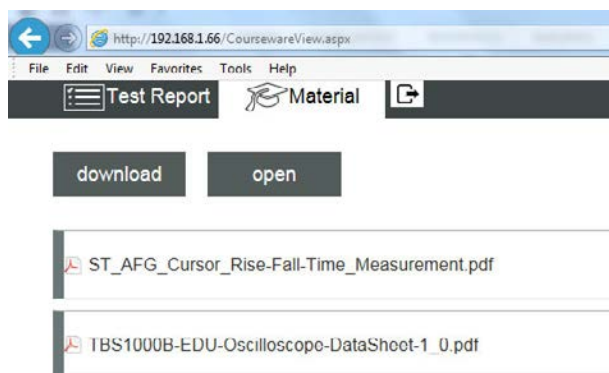 http://192.168.1.66/CoursewareView.aspx
File Edit View Favorites Tools Help
Test Report Material
download open
ST_AFG_Cursor_Rise-Fall-Time_Measurement.pdf
TBS1000B-EDU-Oscilloscope-DataSheet-1_0.pdf